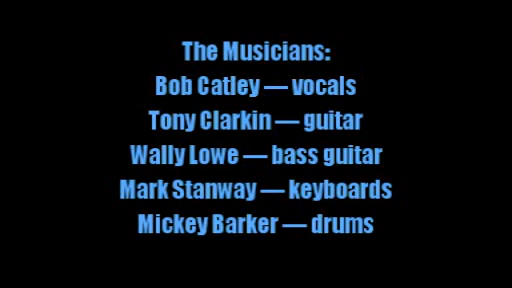 The Musicians:
Bob Catley — vocals
Tony Clarkin — guitar
Wally Lowe — bass guitar
Mark Stanway — keyboards
Mickey Barker — drums